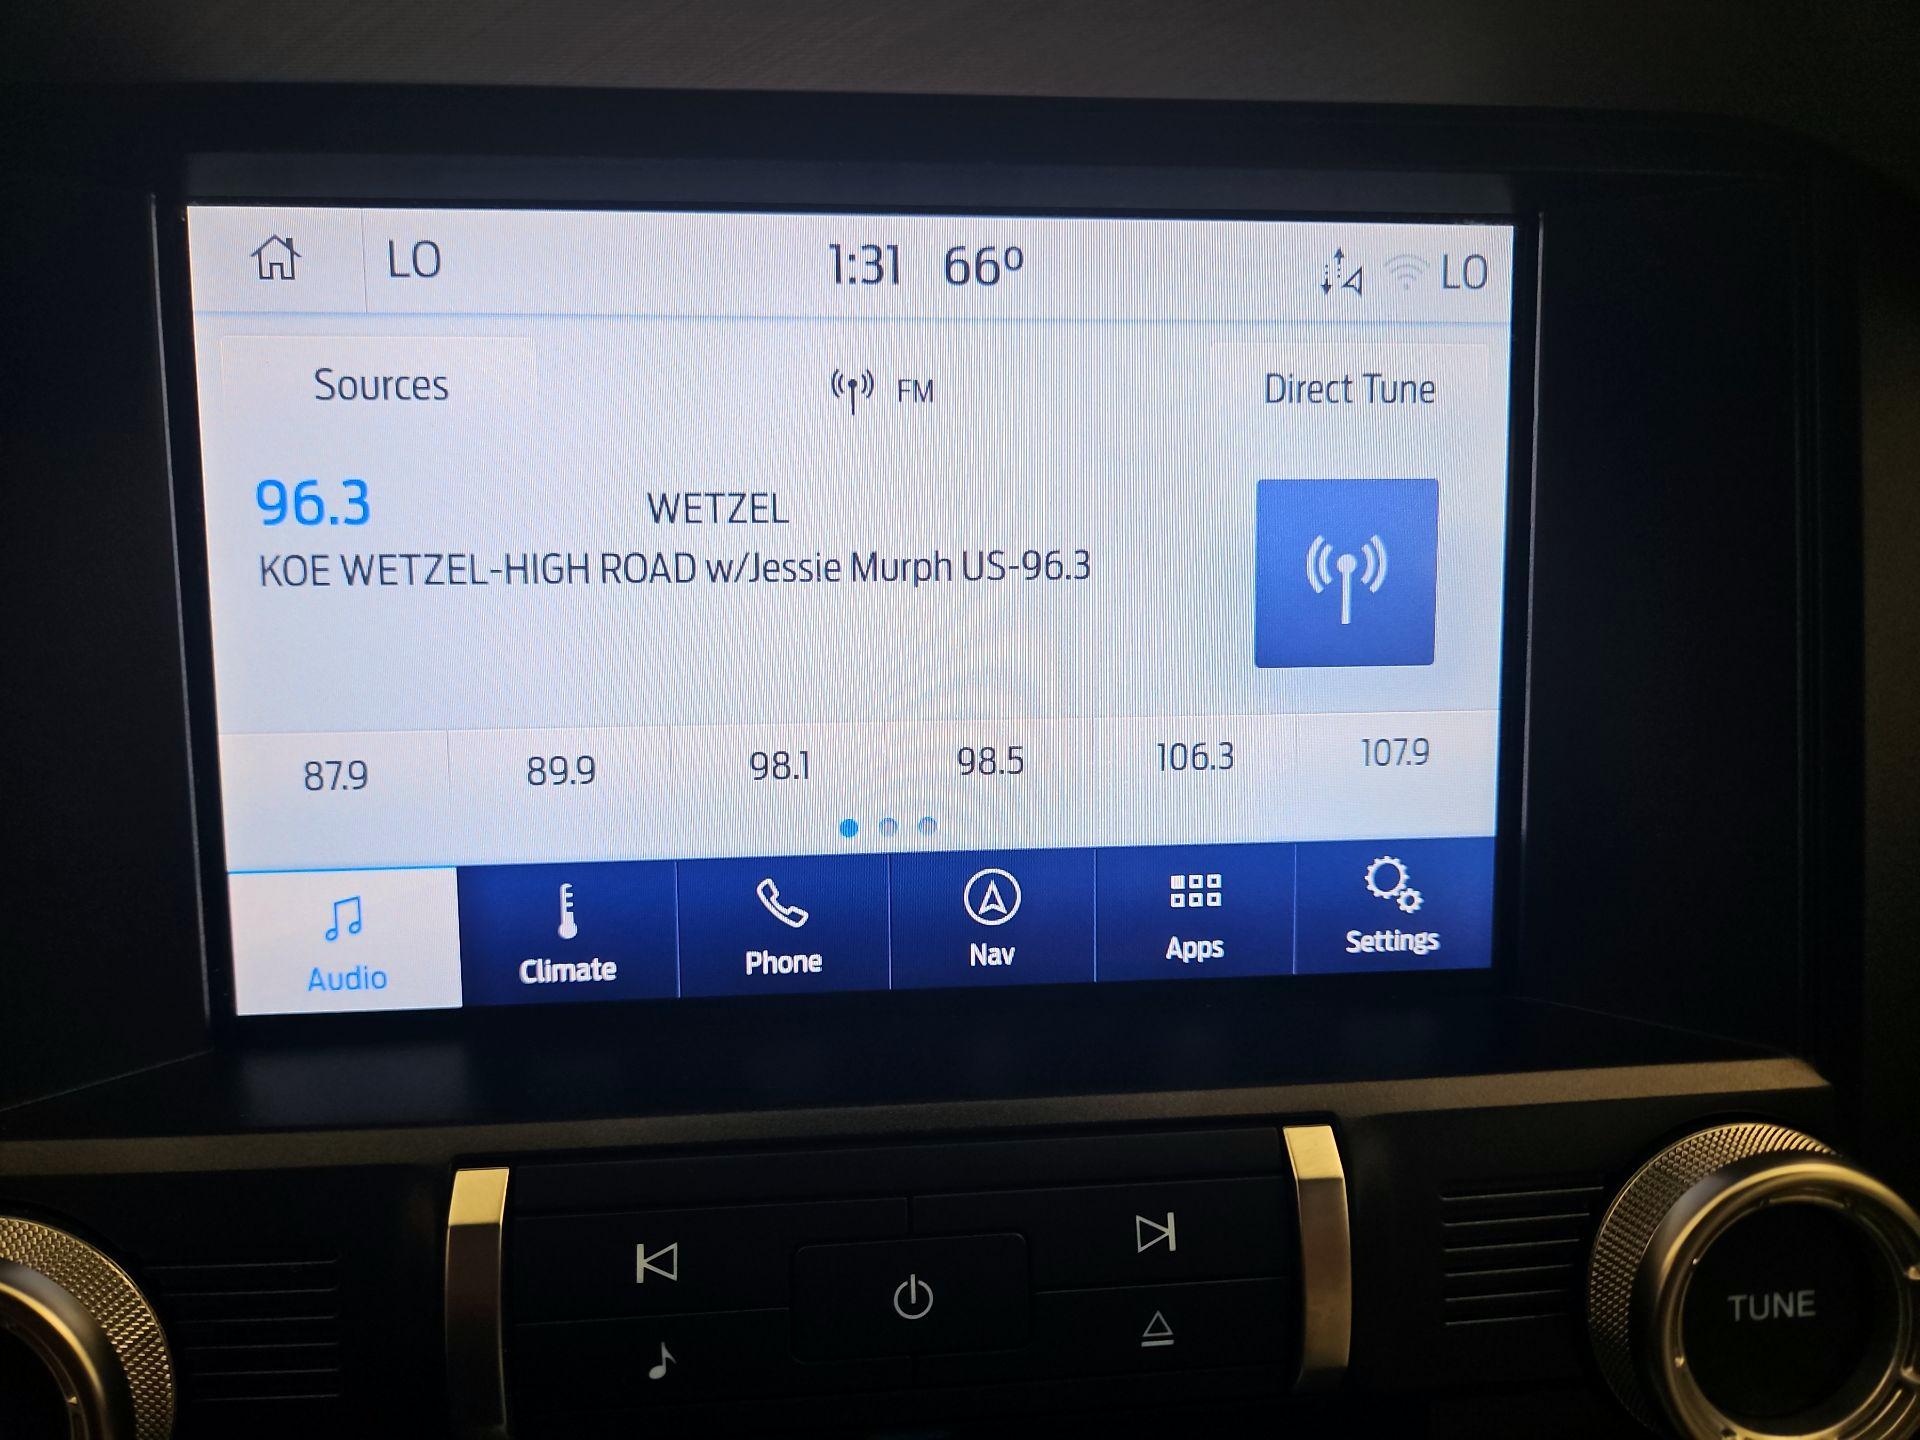 LO 1:31 66º LO
Sources FM Direct Tune
96.3 WETZEL
KOE WETZEL-HIGH ROAD w/Jessie Murph US-96.3
87.9 89.9 98.1 98.5 106.3 107.9
Audio Climate Phone Nav Apps Settings
TUNE